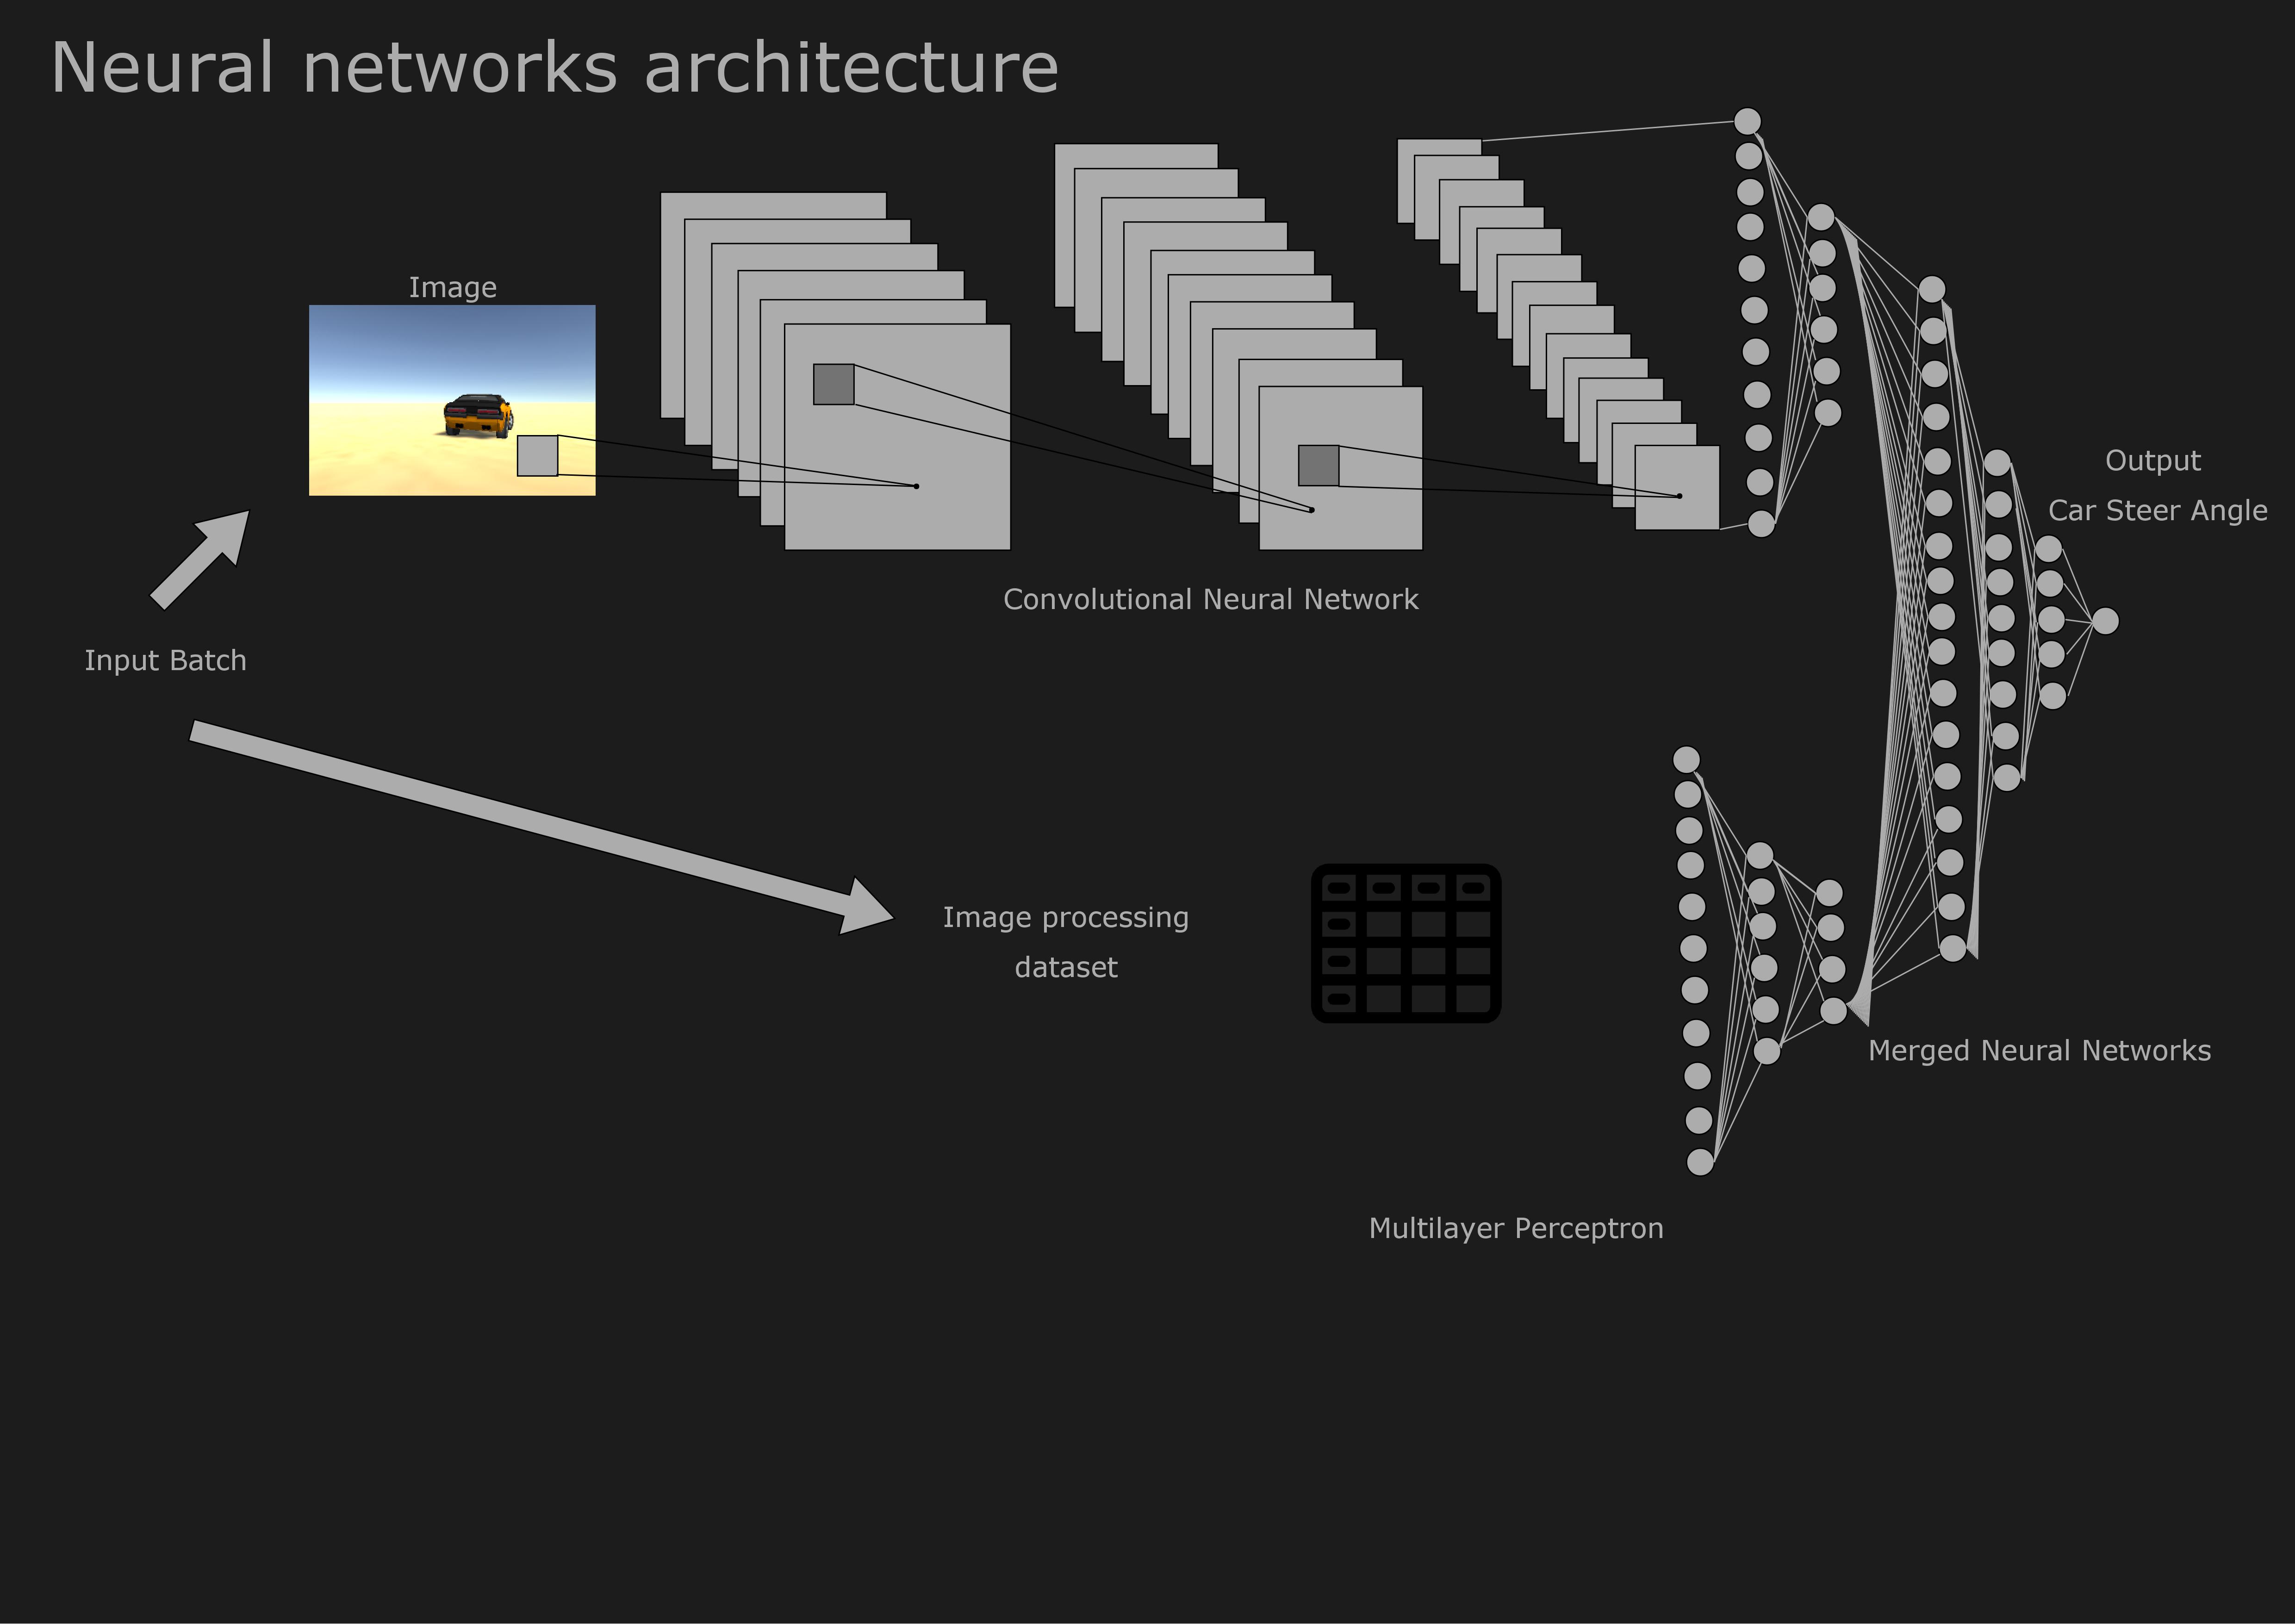 Neural networks architecture
Image
Output
Car Steer Angle
Convolutional Neural Network
Input Batch
Image processing
dataset
Merged Neural Networks
Multilayer Perceptron